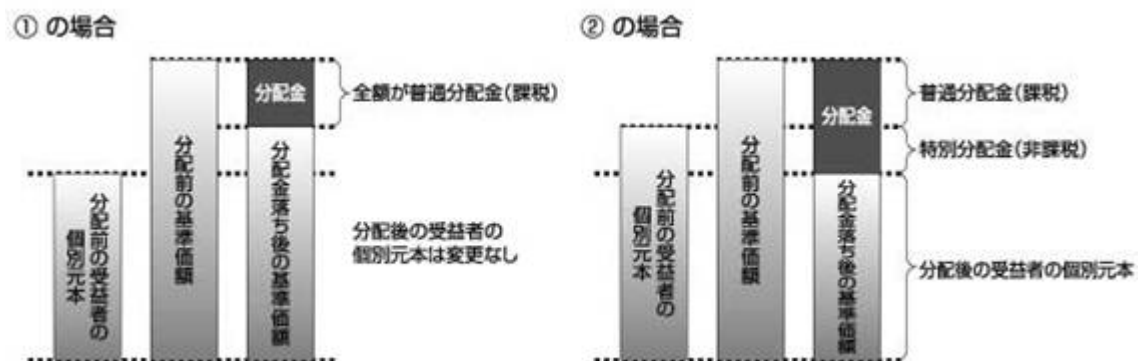 ① の場合
分配前の受益者の
個別元本
分配前の基準価額
分配金
分配金落ち後の基準価額
全額が普通分配金(課税)
分配後の受益者の
個別元本は変更なし
② の場合
分配前の受益者の
個別元本
分配前の基準価額
分配金
分配金落ち後の基準価額
普通分配金(課税)
特別分配金(非課税)
分配後の受益者の個別元本